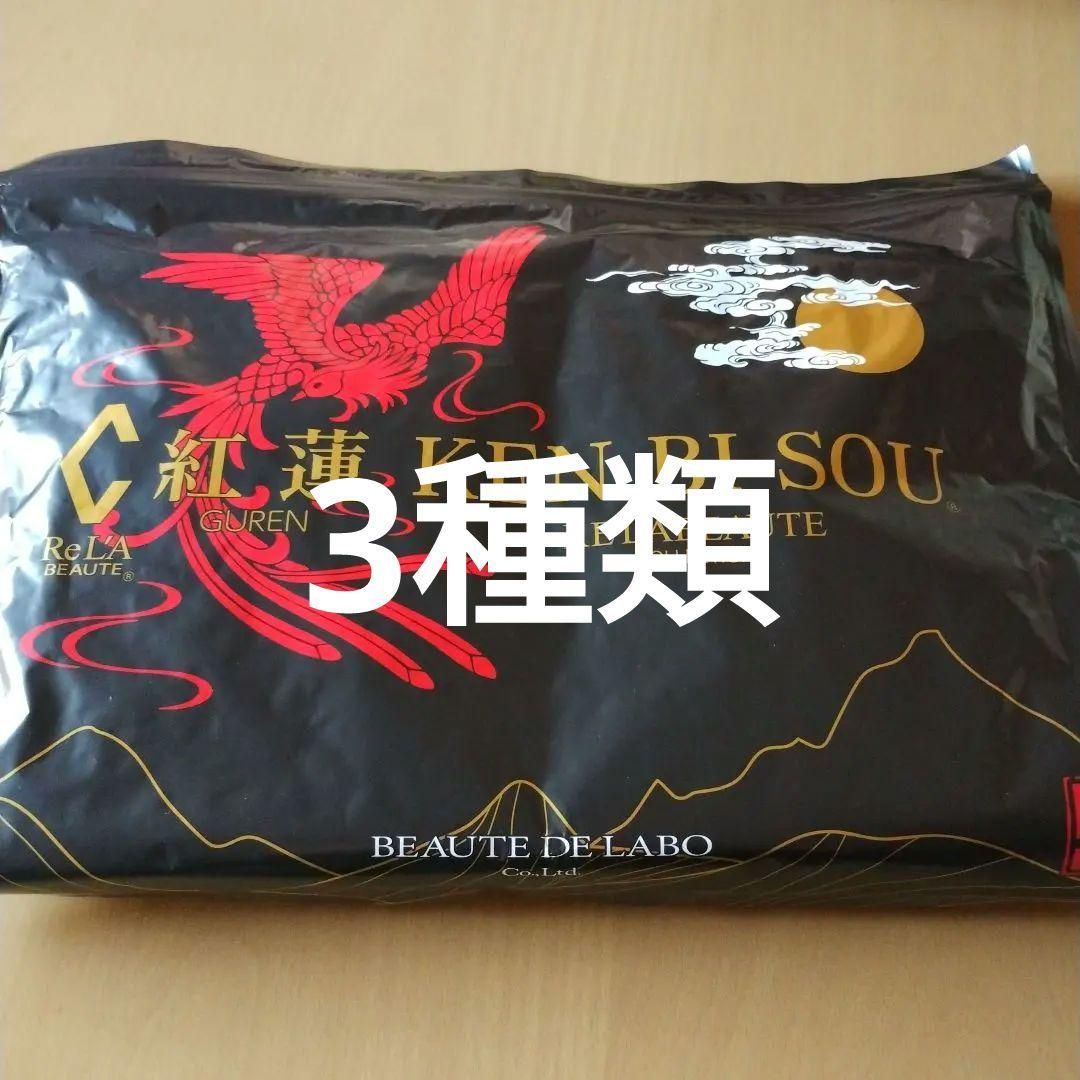 紅蓮 KEN BI SOU
GUREN
ReL'A
BEAUTE®
3種類
BEAUTE DE LABO
Co.,Ltd.